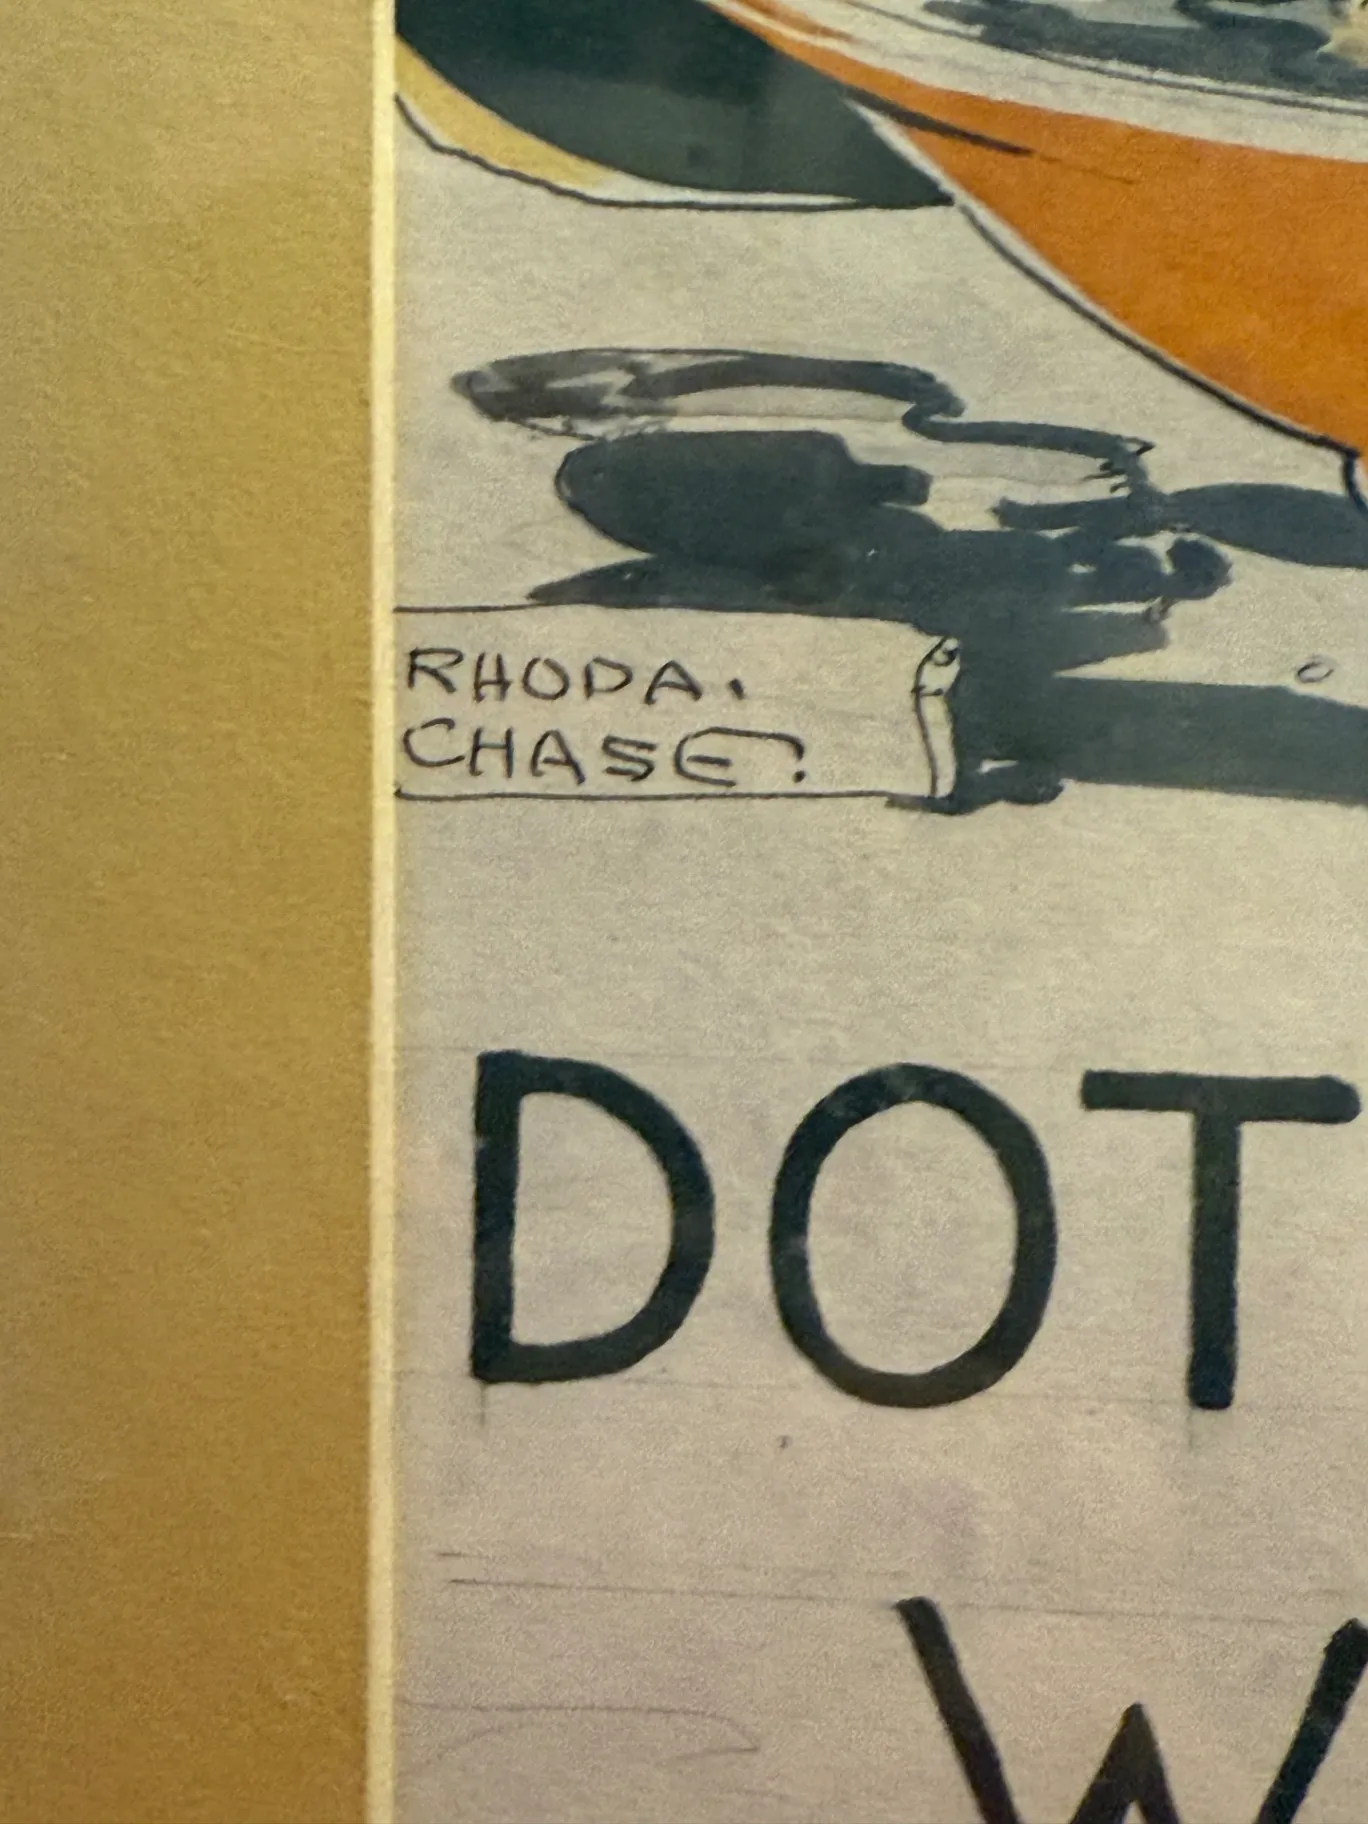 RHODA.
CHASE.
DOT
W